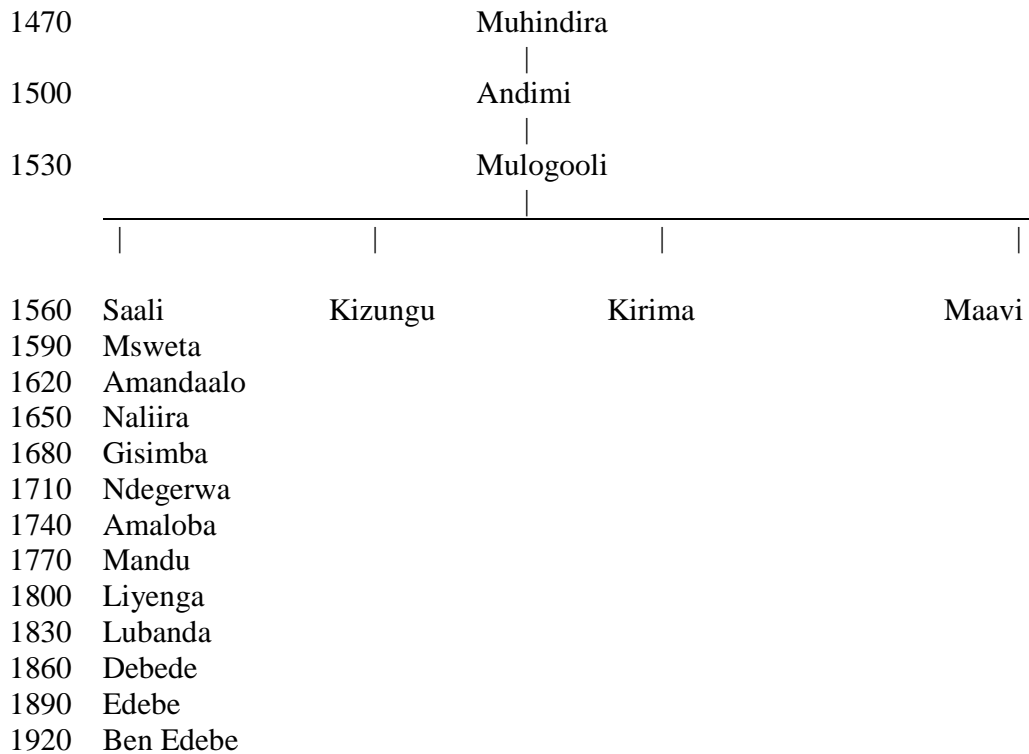 1470 Muhindira
1500 Andimi
1530 Mulogooli
1560 Saali Kizungu Kirima Maavi
1590 Msweta
1620 Amandaalo
1650 Naliira
1680 Gisimba
1710 Ndegerwa
1740 Amaloba
1770 Mandu
1800 Liyenga
1830 Lubanda
1860 Debede
1890 Edebe
1920 Ben Edebe